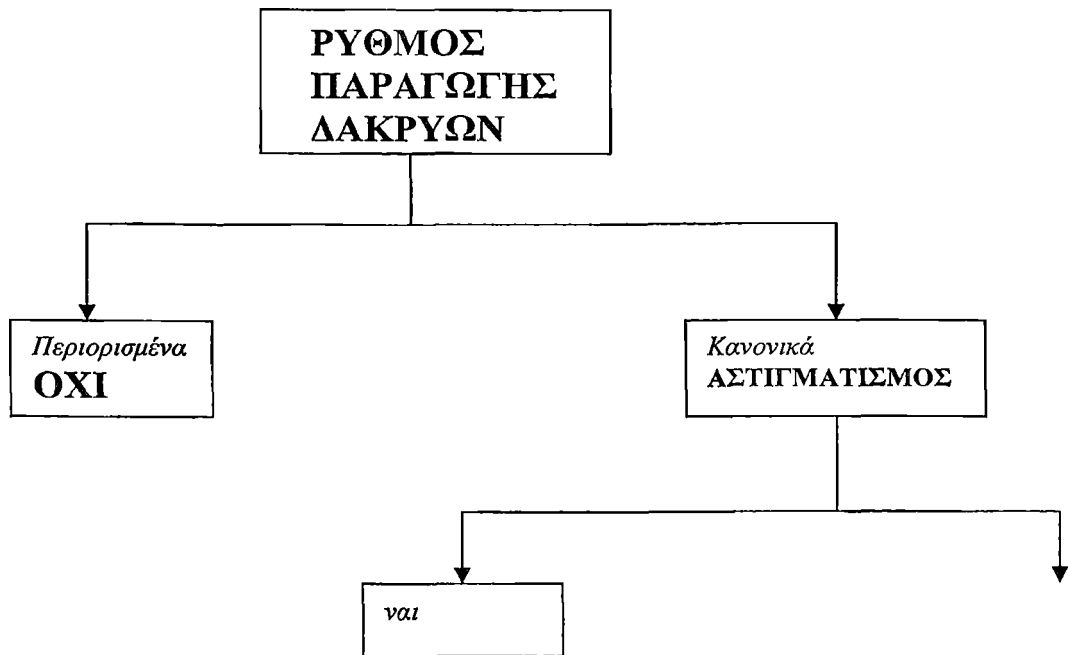 ΡΥΘΜΟΣ
ΠΑΡΑΓΩΓΗΣ
ΔΑΚΡΥΩΝ
Περιορισμένα
ΟΧΙ
Κανονικά
ΑΣΤΙΓΜΑΤΙΣΜΟΣ
ναι